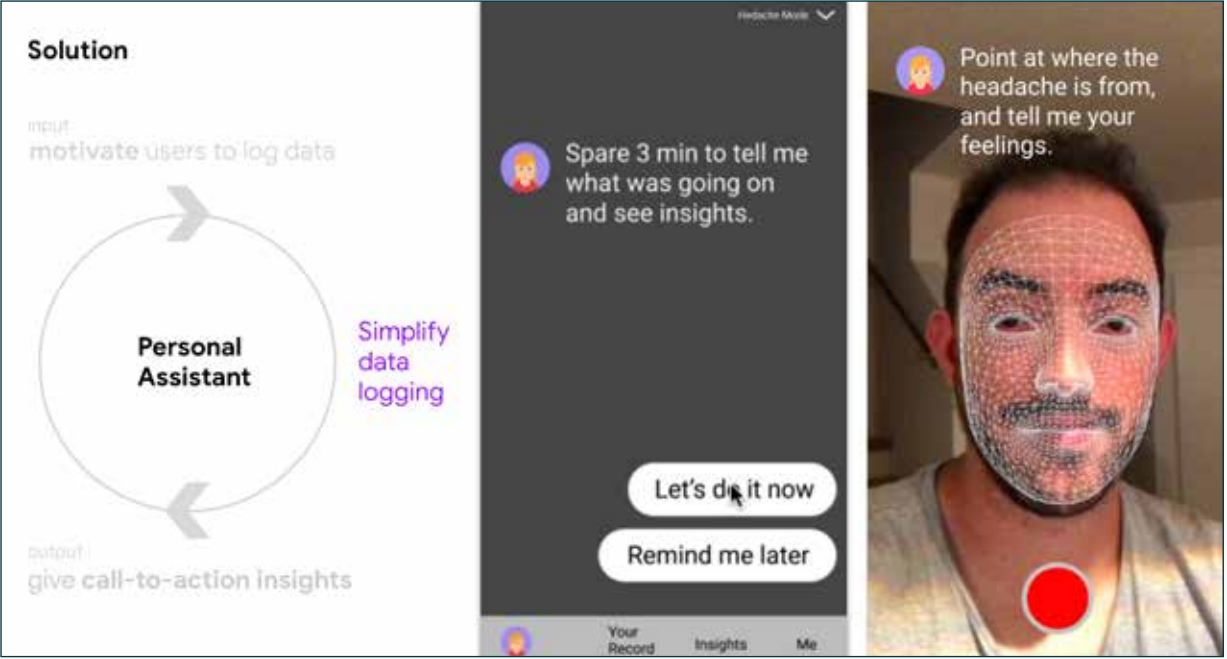 Solution
input
motivate users to log data
Personal
Assistant
Simplify
data
logging
output
give call-to-action insights
Hedache Mode
Spare 3 min to tell me
what was going on
and see insights.
Let's do it now
Remind me later
Your
Record
Insights
Me
Point at where the
headache is from,
and tell me your
feelings.